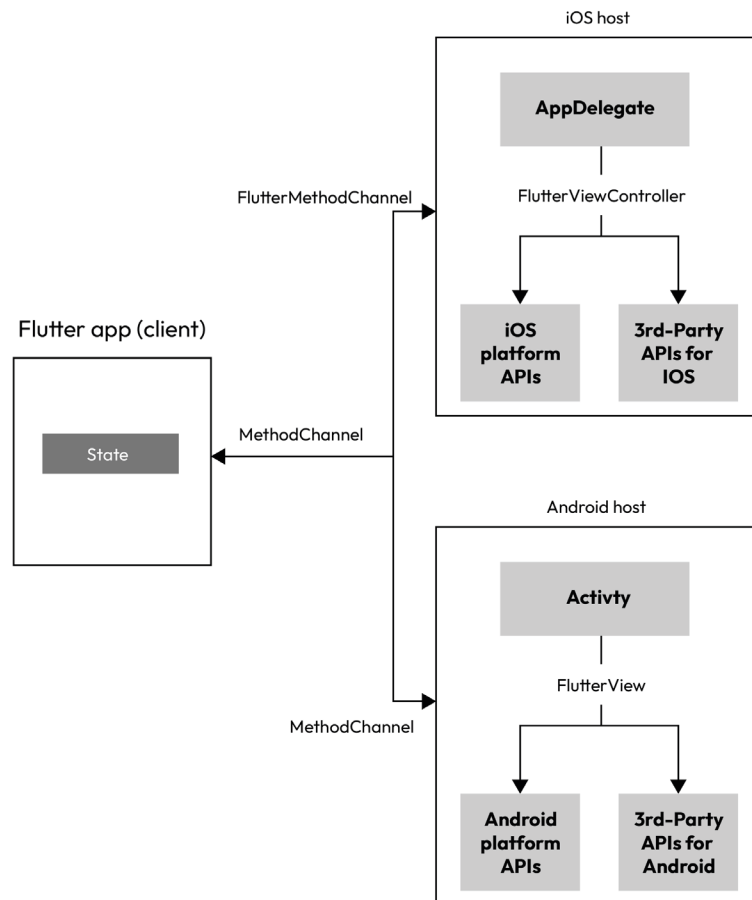 iOS host
AppDelegate
FlutterMethodChannel
FlutterViewController
iOS
platform
APIs
3rd-Party
APIs for
IOS
Flutter app (client)
State
MethodChannel
Android host
Activty
FlutterView
MethodChannel
Android
platform
APIs
3rd-Party
APIs for
Android